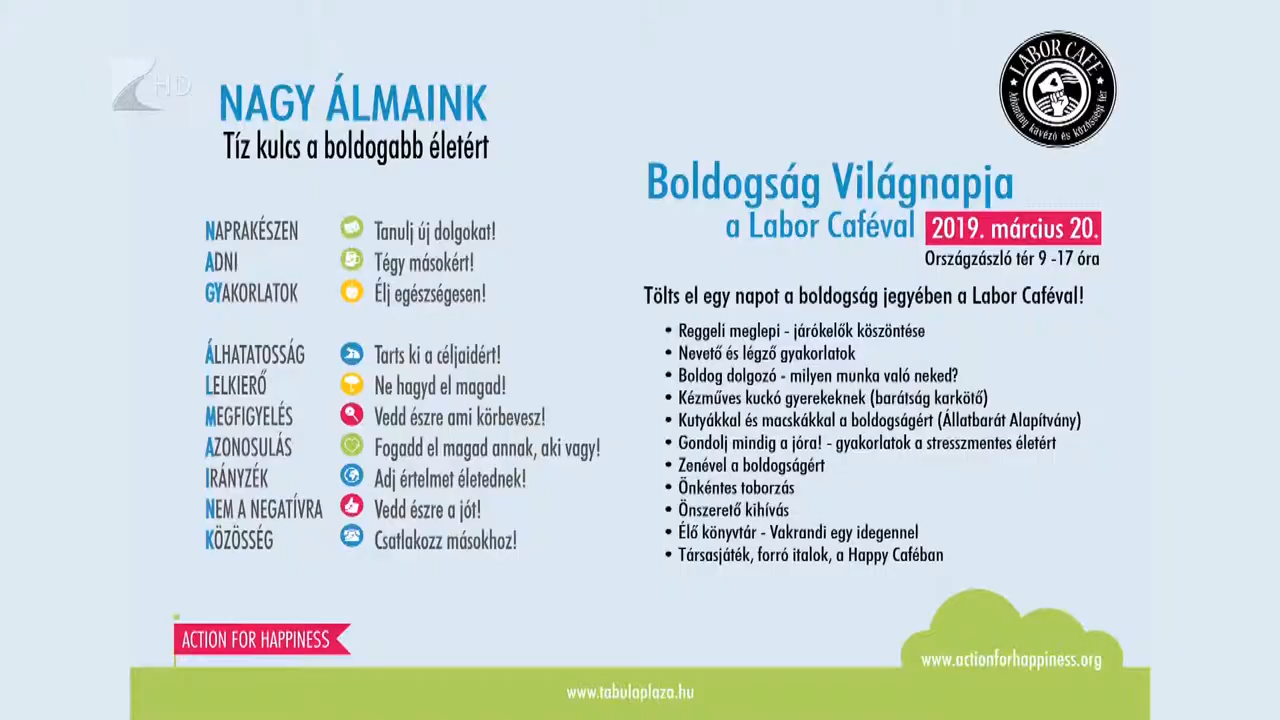 HD
NAGY ÁLMAINK
Tíz kulcs a boldogabb életért
NAPRAKÉSZEN Tanulj új dolgokat!
ADNI Tégy másokért!
GYAKORLATOK Élj egészségesen!
ÁLHATATOSSÁG Tarts ki a céljaidért!
LELKIERŐ Ne hagyd el magad!
MEGFIGYELÉS Vedd észre ami körbevesz!
AZONOSULÁS Fogadd el magad annak, aki vagy!
IRÁNYZÉK Adj értelmet életednek!
NEM A NEGATÍVRA Vedd észre a jót!
KÖZÖSSÉG Csatlakozz másokhoz!
ACTION FOR HAPPINESS
LABOR CAFE
Adomány kávézó és közösségi tér
Boldogság Világnapja
a Labor Caféval 2019. március 20.
Országzászló tér 9 -17 óra
Tölts el egy napot a boldogság jegyében a Labor Caféval!
• Reggeli meglepi - járókelők köszöntése
• Nevető és légző gyakorlatok
• Boldog dolgozó - milyen munka való neked?
• Kézműves kuckó gyerekeknek (barátság karkötő)
• Kutyákkal és macskákkal a boldogságért (Állatbarát Alapítvány)
• Gondolj mindig a jóra! - gyakorlatok a stresszmentes életért
• Zenével a boldogságért
• Önkéntes toborzás
• Önszerető kihívás
• Élő könyvtár - Vakrandi egy idegennel
• Társasjáték, forró italok, a Happy Caféban
www.actionforhappiness.org
www.tabulaplaza.hu